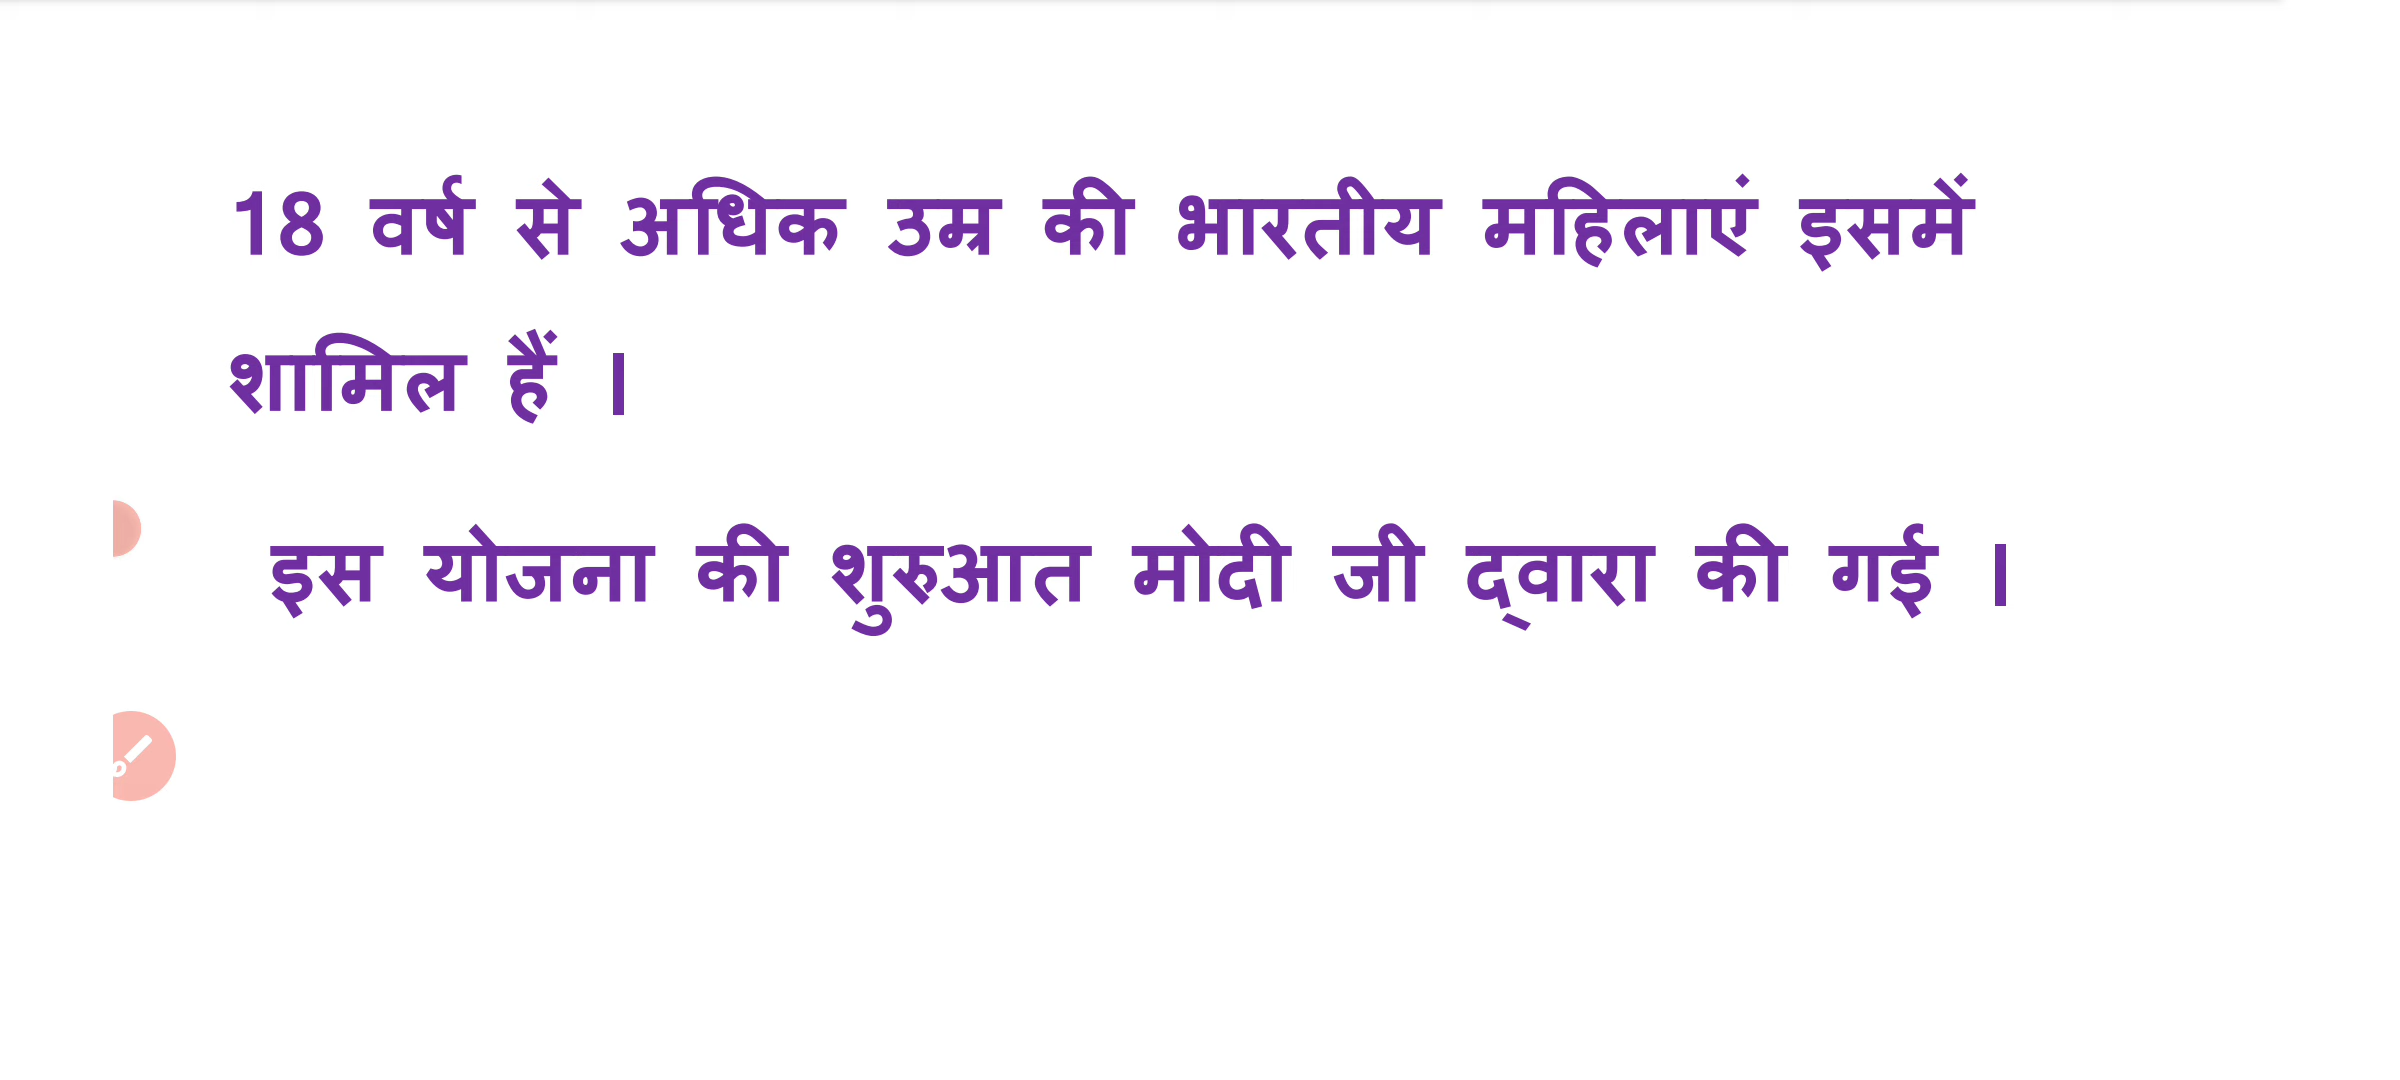 18 वर्ष से अधिक उम्र की भारतीय महिलाएं इसमें
शामिल हैं ।
इस योजना की शुरुआत मोदी जी द्‌वारा की गई ।